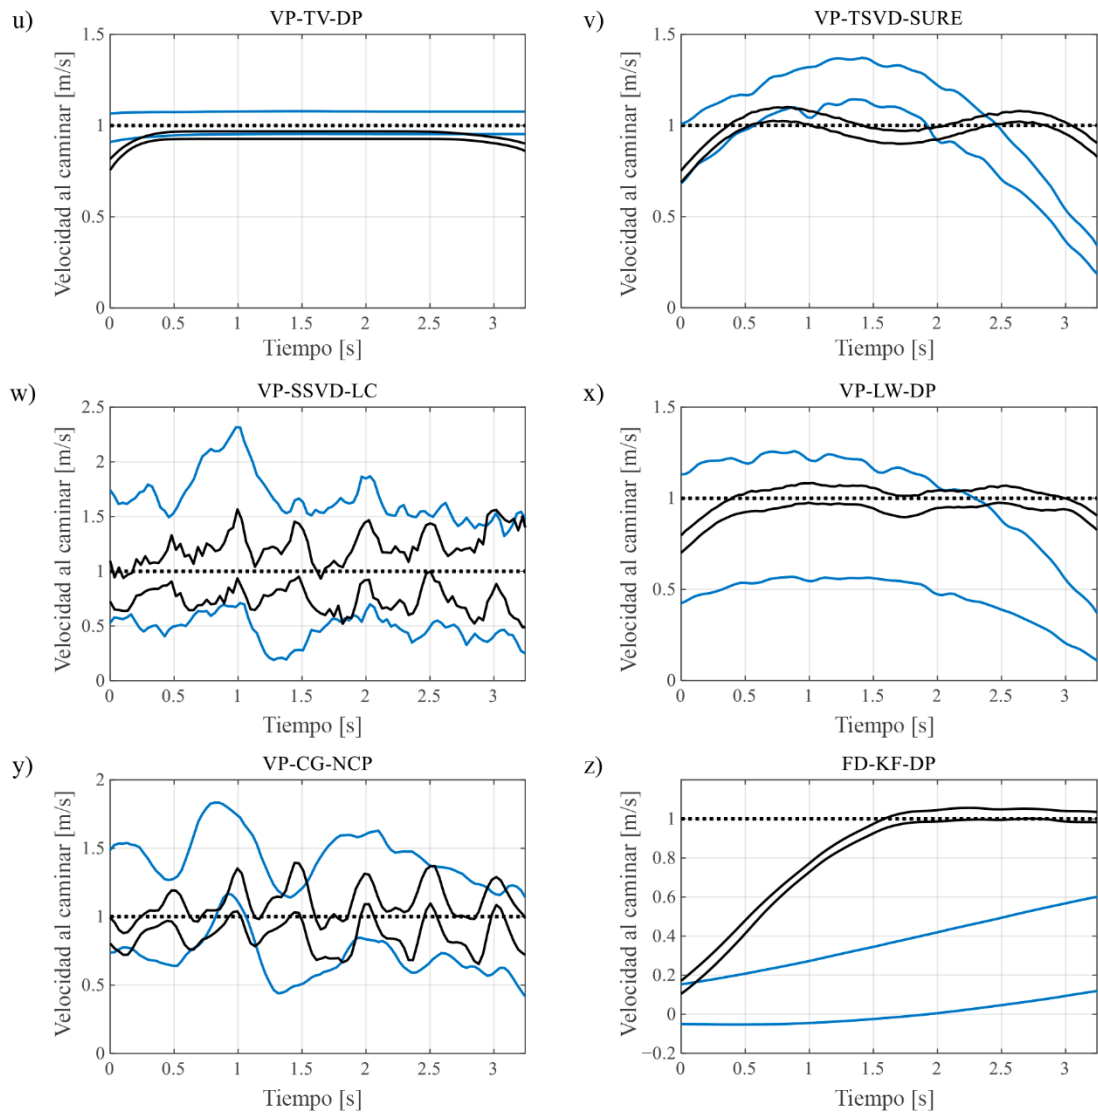 u)
VP-TV-DP
1.5
1
0.5
0
Velocidad al caminar [m/s]
0 0.5 1 1.5 2 2.5 3
Tiempo [s]
v)
VP-TSVD-SURE
1.5
1
0.5
0
Velocidad al caminar [m/s]
0 0.5 1 1.5 2 2.5 3
Tiempo [s]
w)
VP-SSVD-LC
2.5
2
1.5
1
0.5
0
Velocidad al caminar [m/s]
0 0.5 1 1.5 2 2.5 3
Tiempo [s]
x)
VP-LW-DP
1.5
1
0.5
0
Velocidad al caminar [m/s]
0 0.5 1 1.5 2 2.5 3
Tiempo [s]
y)
VP-CG-NCP
2
1.5
1
0.5
0
Velocidad al caminar [m/s]
0 0.5 1 1.5 2 2.5 3
Tiempo [s]
z)
FD-KF-DP
1
0.8
0.6
0.4
0.2
0
−0.2
Velocidad al caminar [m/s]
0 0.5 1 1.5 2 2.5 3
Tiempo [s]